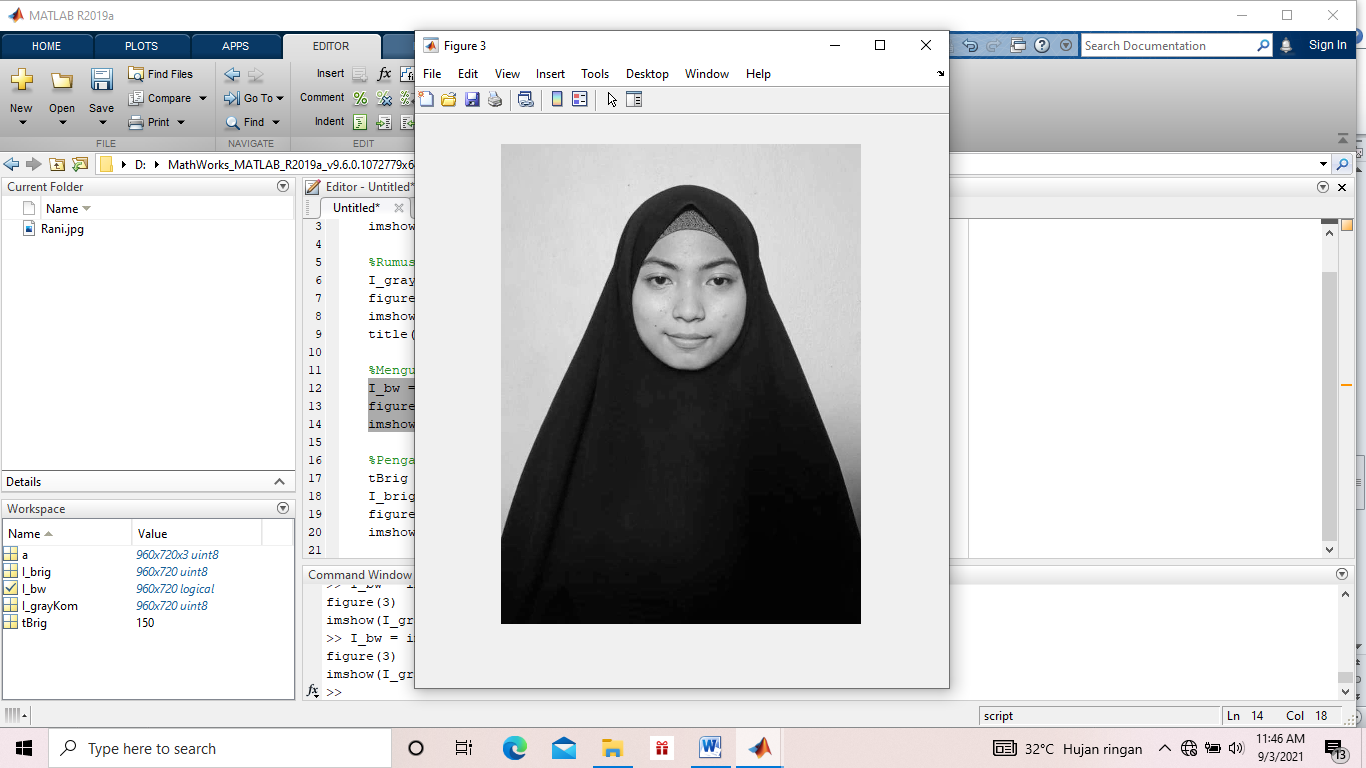 MATLAB R2019a
HOME PLOTS APPS EDITOR
Search Documentation
Sign In
New Open Save
Find Files
Compare
Print
FILE
Go To
Find
NAVIGATE
Insert fx
Comment
Indent
EDIT
D: MathWorks_MATLAB_R2019a_v9.6.0.1072779x6
Current Folder
Name
Rani.jpg
Details
Workspace
Name Value
a 960x720x3 uint8
I_brig 960x720 uint8
I_bw 960x720 logical
I_grayKom 960x720 uint8
tBrig 150
Editor - Untitled*
Untitled*
3 imshow
4
5 %Rumus
6 I_gray
7 figure
8 imshow
9 title(
10
11 %Mengu
12 I_bw =
13 figure
14 imshow
15
16 %Penga
17 tBrig
18 I_brig
19 figure
20 imshow
21
Command Window
figure(3)
imshow(I_gr
>> I_bw = i
figure(3)
imshow(I_gr
fx >>
Figure 3
File Edit View Insert Tools Desktop Window Help
script
Ln 14 Col 18
Type here to search
32°C Hujan ringan
11:46 AM
9/3/2021
13